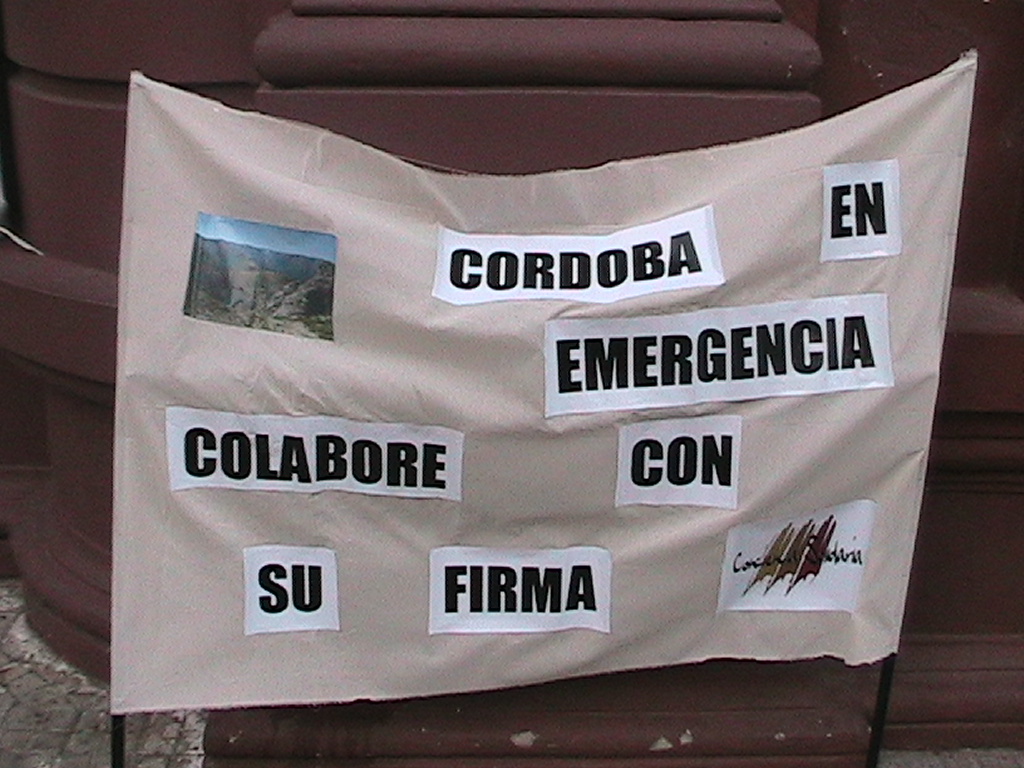 CORDOBA EN
EMERGENCIA
COLABORE CON
SU FIRMA